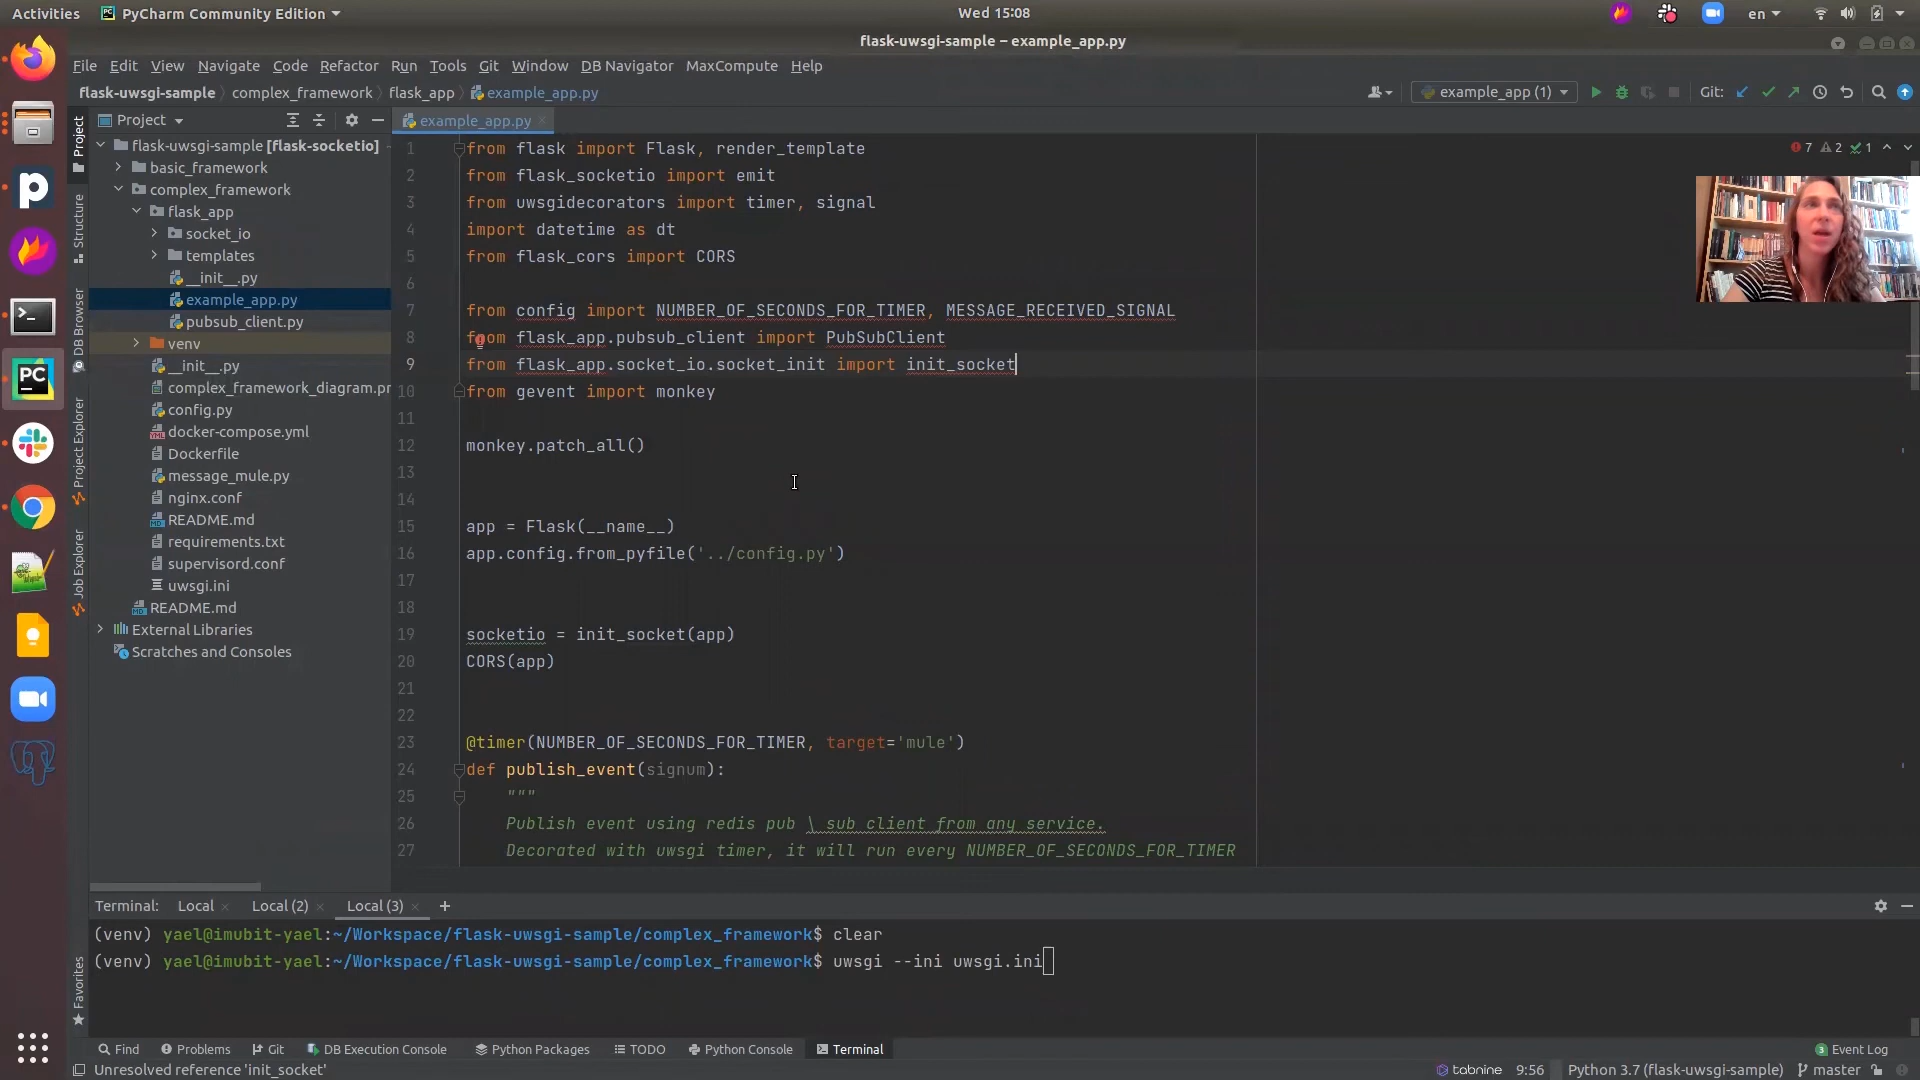 Activities
PyCharm Community Edition
Wed 15:08
en
flask-uwsgi-sample – example_app.py
File Edit View Navigate Code Refactor Run Tools Git Window DB Navigator MaxCompute Help
flask-uwsgi-sample complex_framework flask_app example_app.py
example_app (1)
Git:
Project
example_app.py
flask-uwsgi-sample [flask-socketio]
basic_framework
complex_framework
flask_app
socket_io
templates
__init__.py
example_app.py
pubsub_client.py
venv
__init__.py
complex_framework_diagram.pr
config.py
docker-compose.yml
Dockerfile
message_mule.py
nginx.conf
README.md
requirements.txt
supervisord.conf
uwsgi.ini
README.md
External Libraries
Scratches and Consoles
Project
Structure
DB Browser
Project Explorer
Job Explorer
Favorites
7 2 1
1 from flask import Flask, render_template
2 from flask_socketio import emit
3 from uwsgidecorators import timer, signal
4 import datetime as dt
5 from flask_cors import CORS
6
7 from config import NUMBER_OF_SECONDS_FOR_TIMER, MESSAGE_RECEIVED_SIGNAL
8 from flask_app.pubsub_client import PubSubClient
9 from flask_app.socket_io.socket_init import init_socket
10 from gevent import monkey
11
12 monkey.patch_all()
13
14
15 app = Flask(__name__)
16 app.config.from_pyfile('../config.py')
17
18
19 socketio = init_socket(app)
20 CORS(app)
21
22
23 @timer(NUMBER_OF_SECONDS_FOR_TIMER, target='mule')
24 def publish_event(signum):
25 """
26 Publish event using redis pub \ sub client from any service.
27 Decorated with uwsgi timer, it will run every NUMBER_OF_SECONDS_FOR_TIMER
Terminal: Local Local (2) Local (3) +
(venv) yael@imubit-yael:~/Workspace/flask-uwsgi-sample/complex_framework$ clear
(venv) yael@imubit-yael:~/Workspace/flask-uwsgi-sample/complex_framework$ uwsgi --ini uwsgi.ini
Find Problems Git DB Execution Console Python Packages TODO Python Console Terminal
3 Event Log
Unresolved reference 'init_socket'
tabnine 9:56 Python 3.7 (flask-uwsgi-sample) master